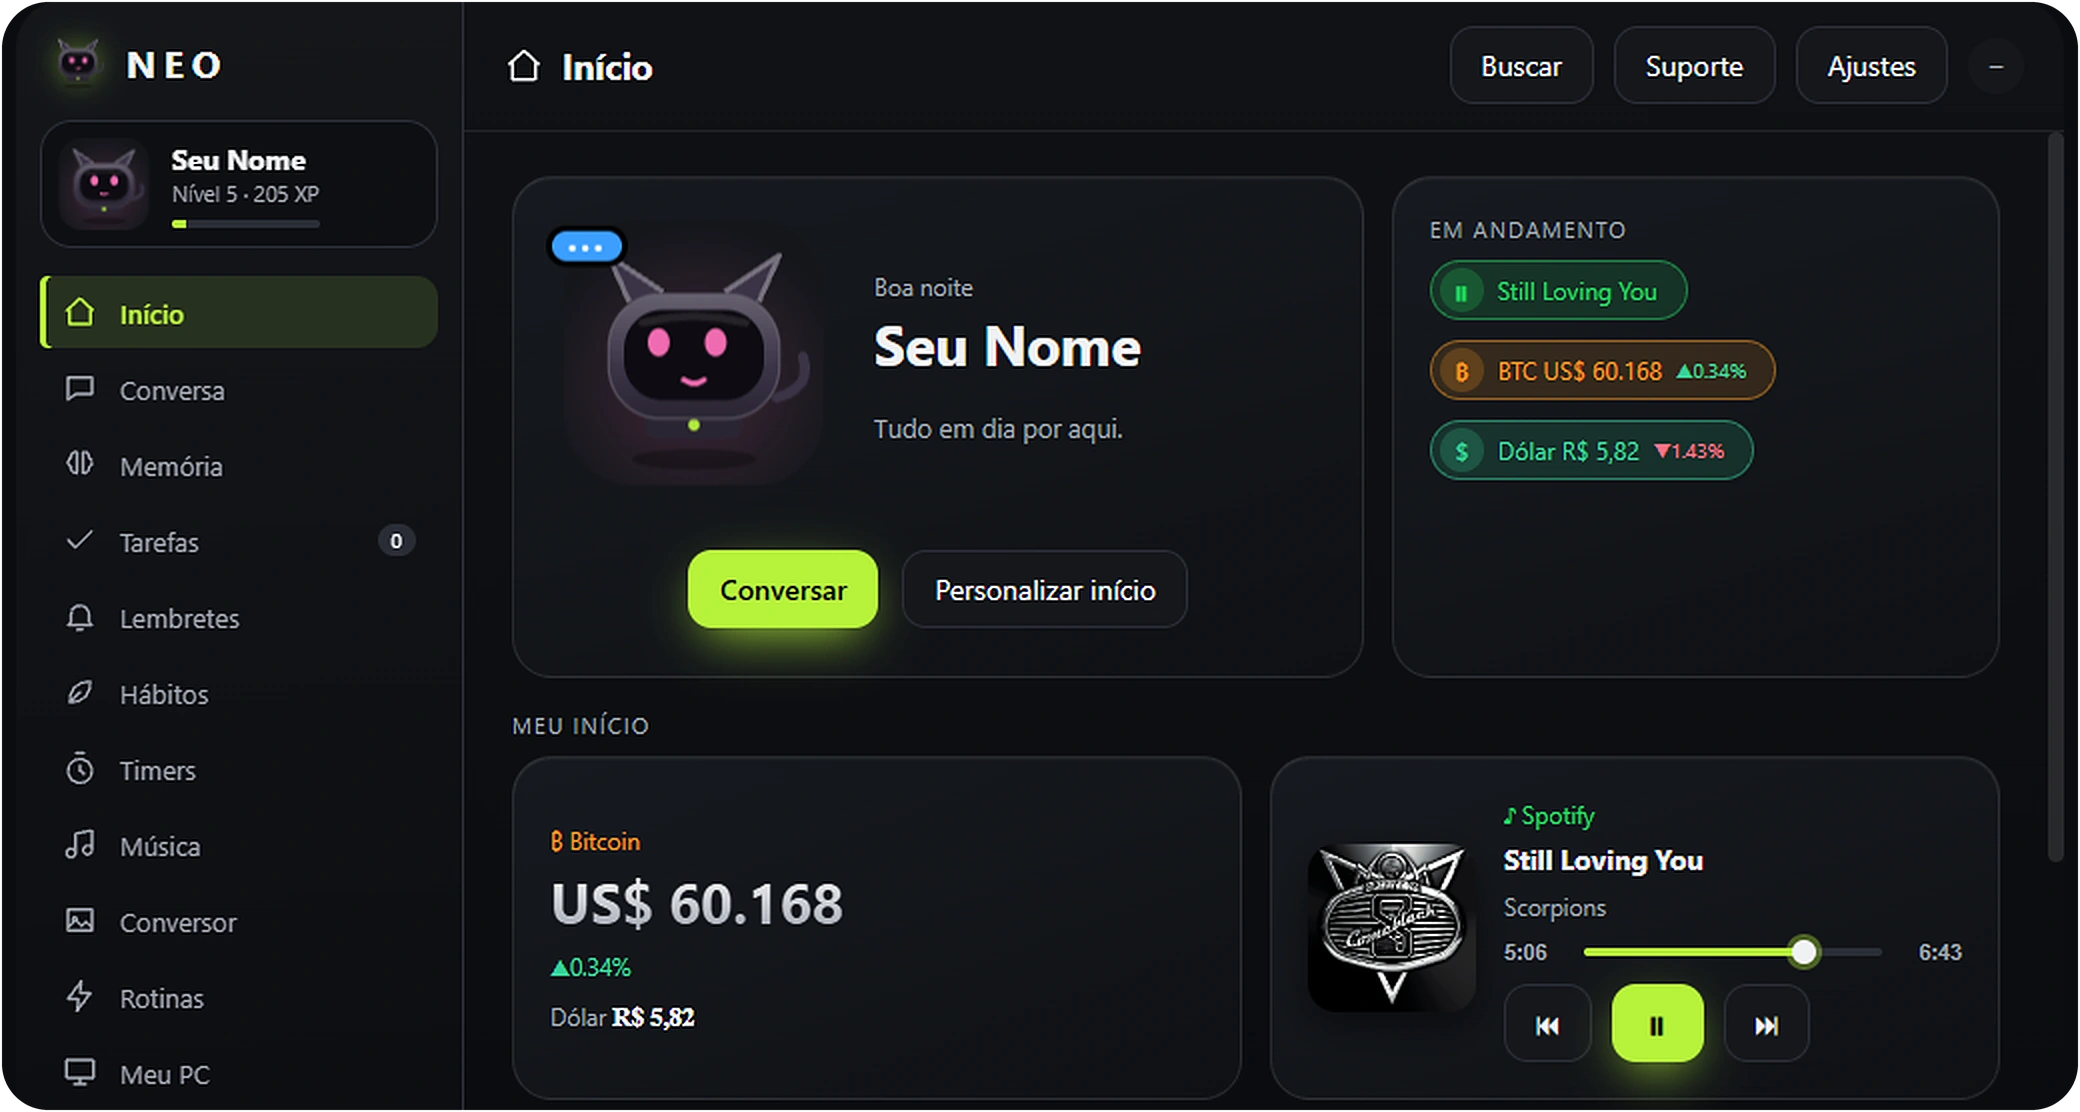 NEO
Seu Nome
Nível 5 · 205 XP
Início
Conversa
Memória
Tarefas 0
Lembretes
Hábitos
Timers
Música
Conversor
Rotinas
Meu PC
Início
Buscar
Suporte
Ajustes
Boa noite
Seu Nome
Tudo em dia por aqui.
Conversar
Personalizar início
EM ANDAMENTO
Still Loving You
₿ BTC US$ 60.168 ▲0.34%
$ Dólar R$ 5,82 ▼1.43%
MEU INÍCIO
₿ Bitcoin
US$ 60.168
▲0.34%
Dólar R$ 5,82
♪ Spotify
Still Loving You
Scorpions
5:06 6:43